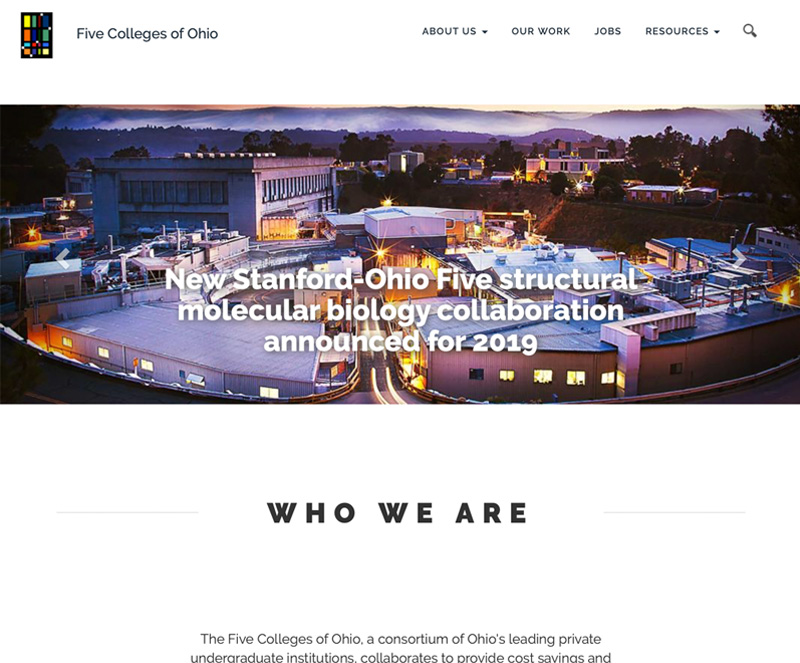 Five Colleges of Ohio
ABOUT US
OUR WORK
JOBS
RESOURCES
New Stanford-Ohio Five structural
molecular biology collaboration
announced for 2019
WHO WE ARE
The Five Colleges of Ohio, a consortium of Ohio's leading private
undergraduate institutions, collaborates to provide cost savings and